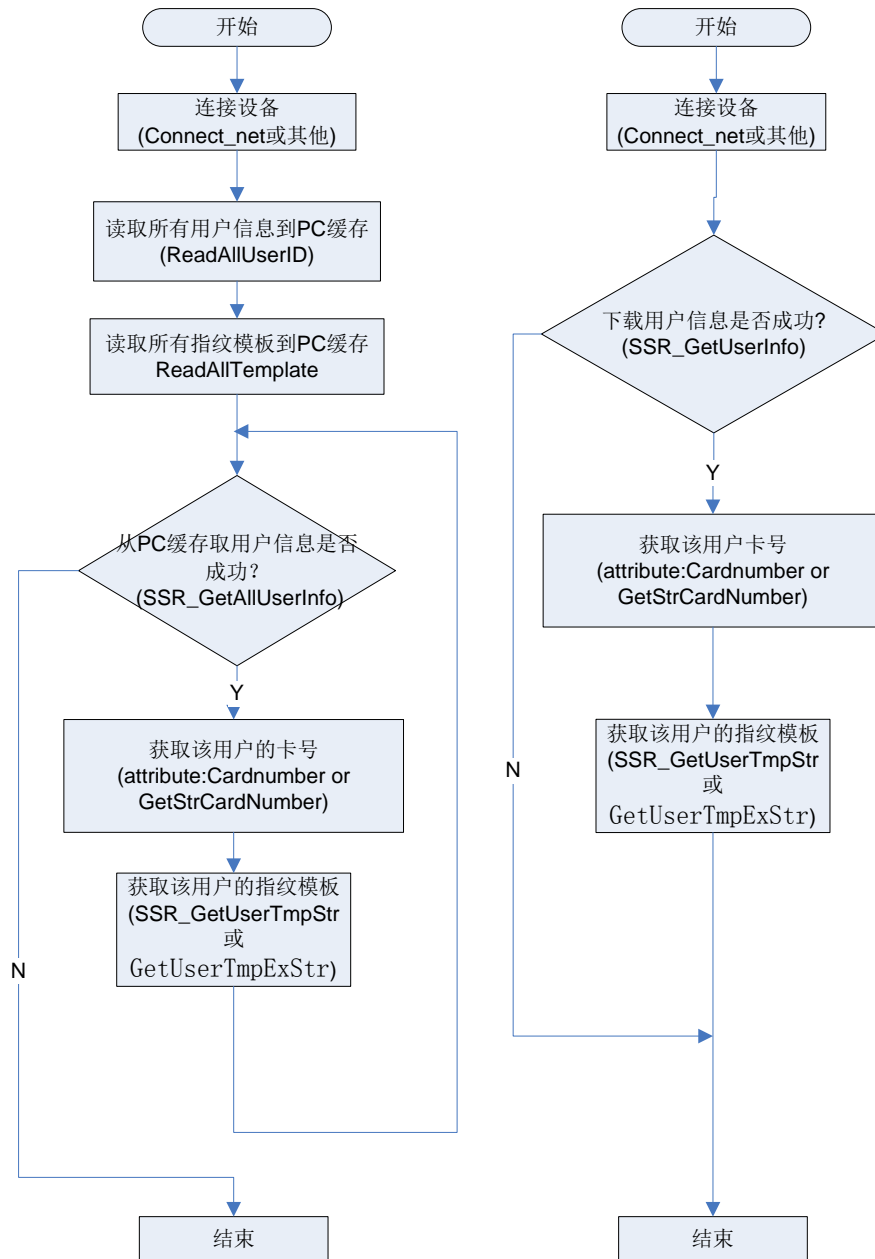 开始
连接设备
(Connect_net或其他)
读取所有用户信息到PC缓存
(ReadAllUserID)
读取所有指纹模板到PC缓存
ReadAllTemplate
从PC缓存取用户信息是否
成功?
(SSR_GetAllUserInfo)
Y
获取该用户的卡号
(attribute:Cardnumber or
GetStrCardNumber)
获取该用户的指纹模板
(SSR_GetUserTmpStr
或
GetUserTmpExStr)
N
结束
开始
连接设备
(Connect_net或其他)
下载用户信息是否成功?
(SSR_GetUserInfo)
Y
获取该用户卡号
(attribute:Cardnumber or
GetStrCardNumber)
获取该用户的指纹模板
(SSR_GetUserTmpStr
或
GetUserTmpExStr)
N
结束